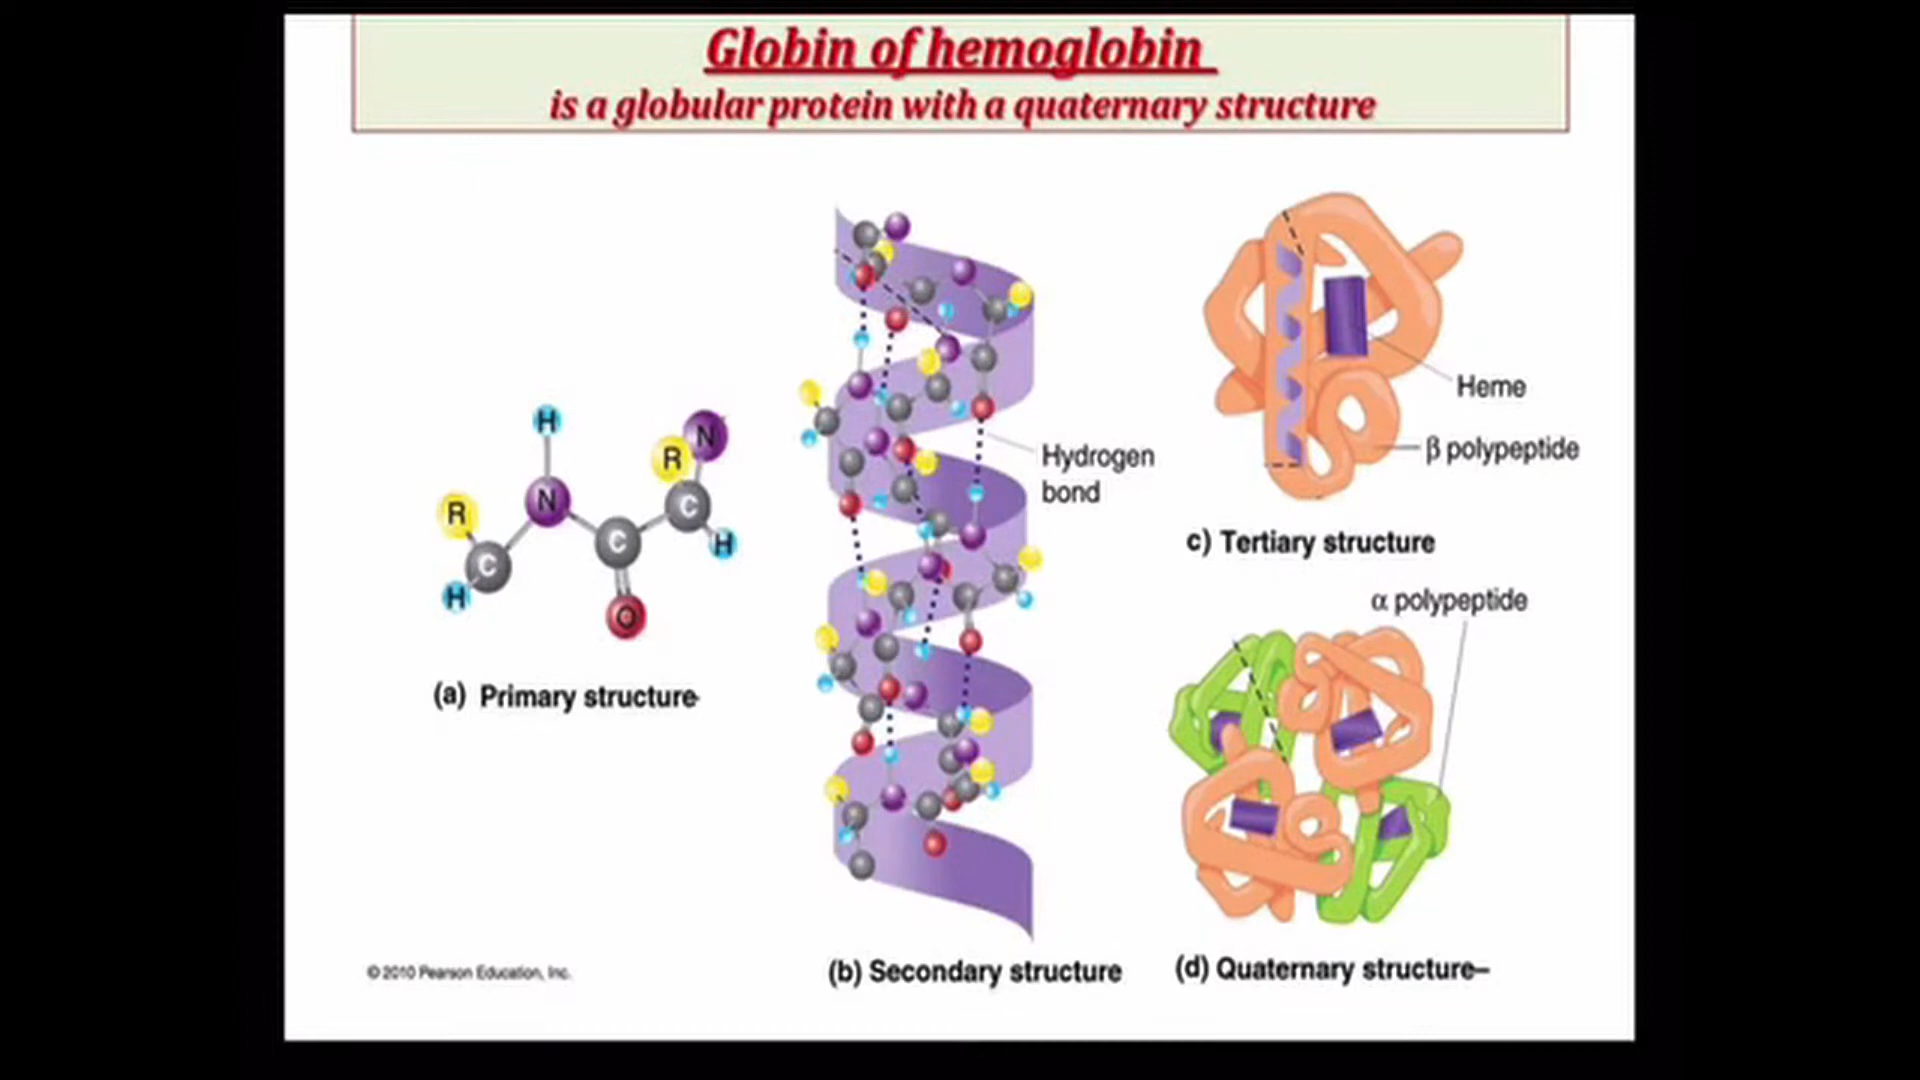 Globin of hemoglobin
is a globular protein with a quaternary structure
H
N
R
R
N
C
C
C
H
H
O
(a) Primary structure
Hydrogen
bond
(b) Secondary structure
Heme
β polypeptide
c) Tertiary structure
α polypeptide
(d) Quaternary structure–
© 2010 Pearson Education, Inc.